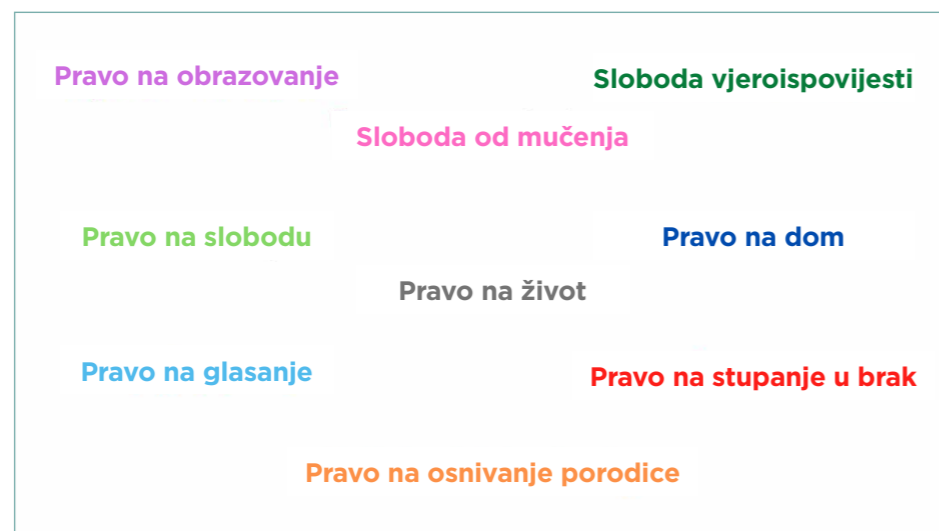 Pravo na obrazovanje
Sloboda vjeroispovijesti
Sloboda od mučenja
Pravo na slobodu
Pravo na dom
Pravo na život
Pravo na glasanje
Pravo na stupanje u brak
Pravo na osnivanje porodice